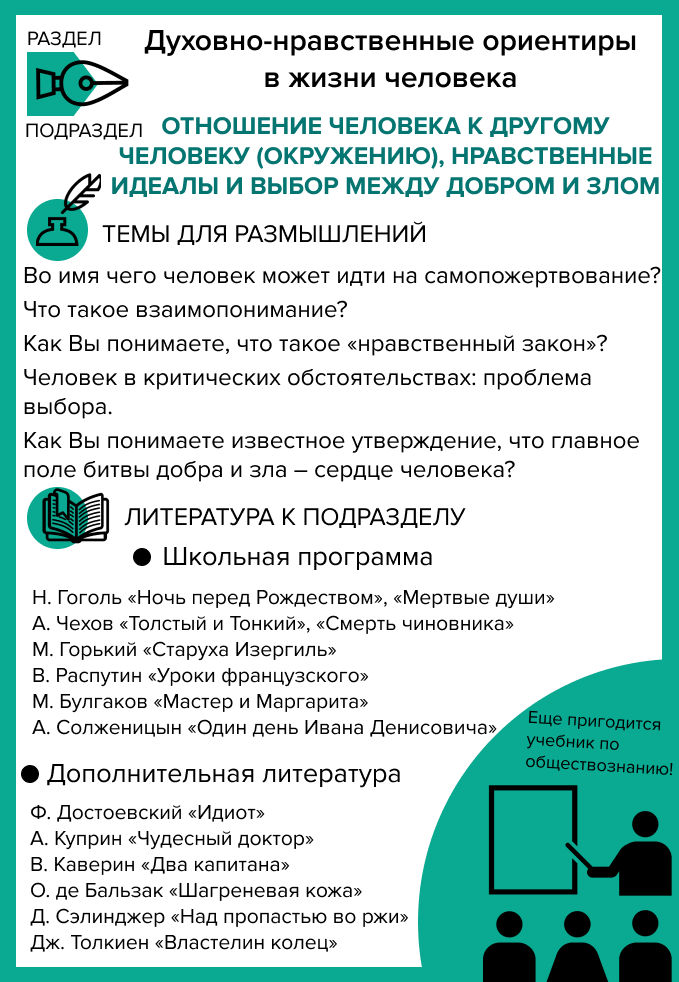 РАЗДЕЛ
Духовно-нравственные ориентиры
в жизни человека
ПОДРАЗДЕЛ
ОТНОШЕНИЕ ЧЕЛОВЕКА К ДРУГОМУ
ЧЕЛОВЕКУ (ОКРУЖЕНИЮ), НРАВСТВЕННЫЕ
ИДЕАЛЫ И ВЫБОР МЕЖДУ ДОБРОМ И ЗЛОМ
ТЕМЫ ДЛЯ РАЗМЫШЛЕНИЙ
Во имя чего человек может идти на самопожертвование?
Что такое взаимопонимание?
Как Вы понимаете, что такое «нравственный закон»?
Человек в критических обстоятельствах: проблема
выбора.
Как Вы понимаете известное утверждение, что главное
поле битвы добра и зла – сердце человека?
ЛИТЕРАТУРА К ПОДРАЗДЕЛУ
● Школьная программа
Н. Гоголь «Ночь перед Рождеством», «Мертвые души»
А. Чехов «Толстый и Тонкий», «Смерть чиновника»
М. Горький «Старуха Изергиль»
В. Распутин «Уроки французского»
М. Булгаков «Мастер и Маргарита»
А. Солженицын «Один день Ивана Денисовича»
● Дополнительная литература
Ф. Достоевский «Идиот»
А. Куприн «Чудесный доктор»
В. Каверин «Два капитана»
О. де Бальзак «Шагреневая кожа»
Д. Сэлинджер «Над пропастью во ржи»
Дж. Толкиен «Властелин колец»
Еще пригодится
учебник по
обществознанию!